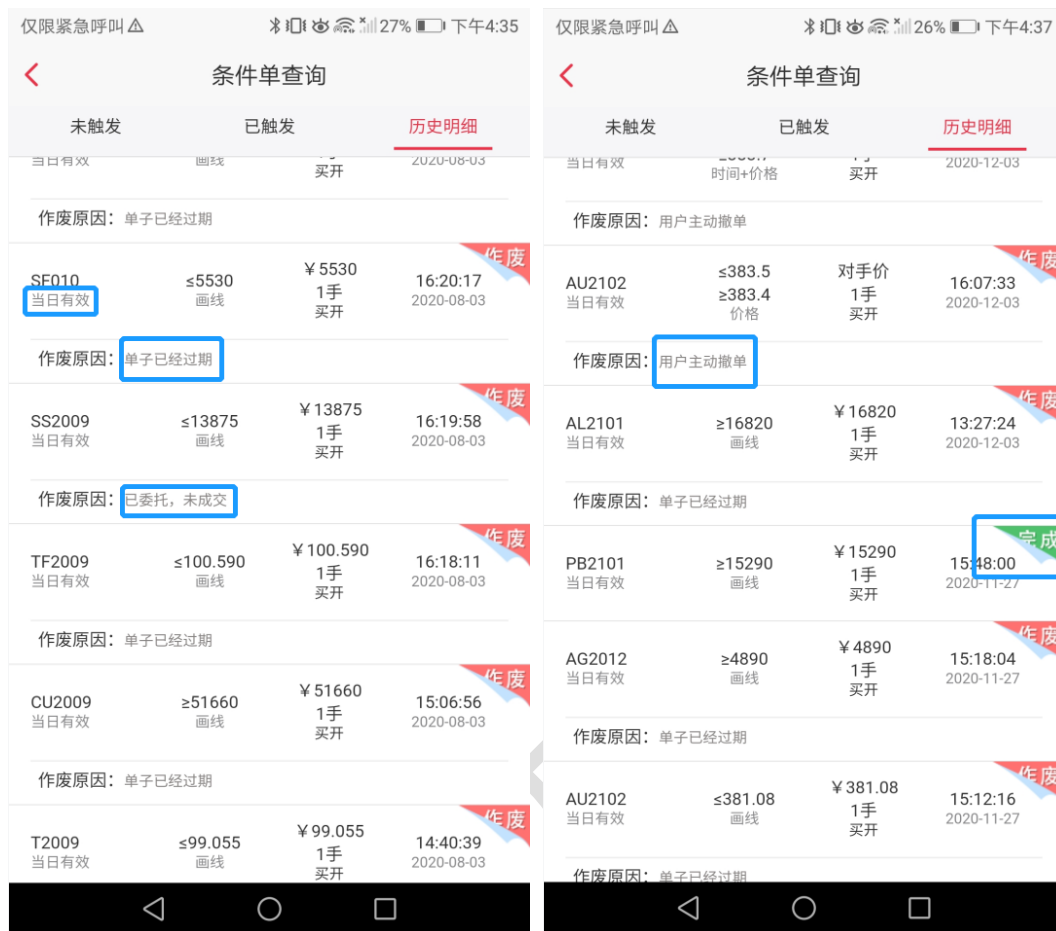 仅限紧急呼叫 27% 下午4:35
条件单查询
未触发 已触发 历史明细
当日有效 画线 买开 2020-08-03
作废原因： 单子已经过期
作废
SF010 ≤5530 ￥5530 16:20:17
当日有效 画线 1手 2020-08-03
买开
作废原因： 单子已经过期
作废
SS2009 ≤13875 ￥13875 16:19:58
当日有效 画线 1手 2020-08-03
买开
作废原因： 已委托，未成交
作废
TF2009 ≤100.590 ￥100.590 16:18:11
当日有效 画线 1手 2020-08-03
买开
作废原因： 单子已经过期
作废
CU2009 ≥51660 ￥51660 15:06:56
当日有效 画线 1手 2020-08-03
买开
作废原因： 单子已经过期
作废
T2009 ≤99.055 ￥99.055 14:40:39
当日有效 画线 1手 2020-08-03
买开
仅限紧急呼叫 26% 下午4:37
条件单查询
未触发 已触发 历史明细
当日有效 时间+价格 买开 2020-12-03
作废原因： 用户主动撤单
作废
AU2102 ≤383.5 对手价 16:07:33
当日有效 ≥383.4 1手 2020-12-03
价格 买开
作废原因： 用户主动撤单
作废
AL2101 ≥16820 ￥16820 13:27:24
当日有效 画线 1手 2020-12-03
买开
作废原因： 单子已经过期
完成
PB2101 ≥15290 ￥15290 15:48:00
当日有效 画线 1手 2020-11-27
买开
作废
AG2012 ≥4890 ￥4890 15:18:04
当日有效 画线 1手 2020-11-27
买开
作废原因： 单子已经过期
作废
AU2102 ≤381.08 ￥381.08 15:12:16
当日有效 画线 1手 2020-11-27
买开
作废原因： 单子已经过期